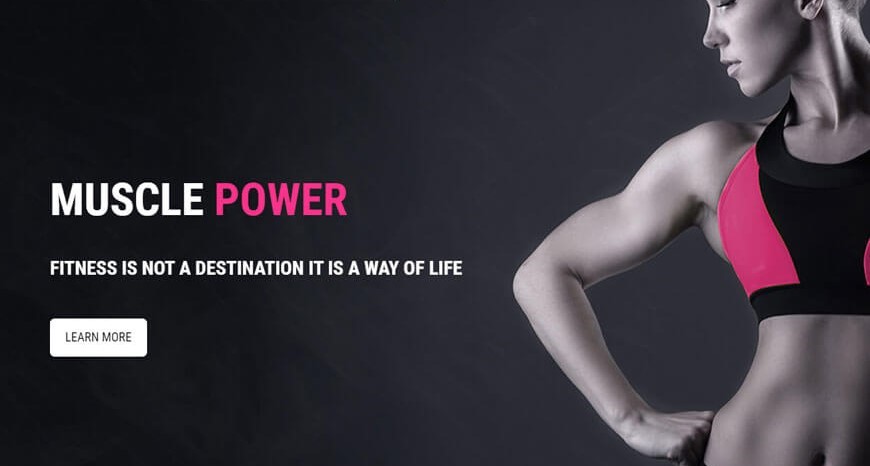 MUSCLE POWER
FITNESS IS NOT A DESTINATION IT IS A WAY OF LIFE
LEARN MORE